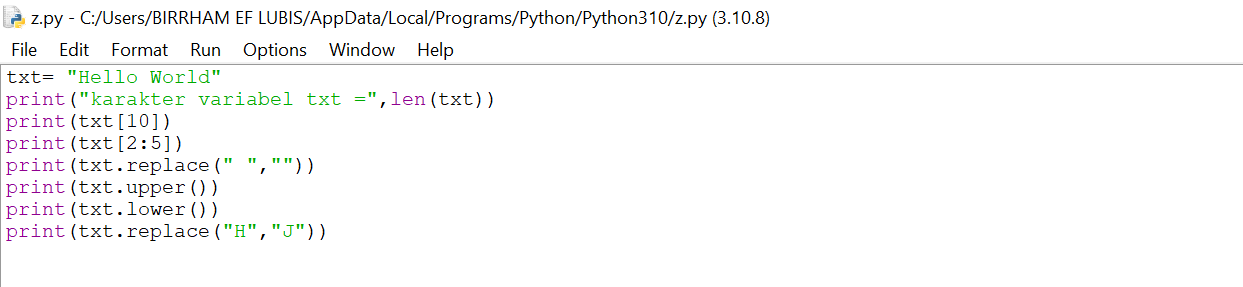 z.py - C:/Users/BIRRHAM EF LUBIS/AppData/Local/Programs/Python/Python310/z.py (3.10.8)
File Edit Format Run Options Window Help
txt= "Hello World"
print("karakter variabel txt =",len(txt))
print(txt[10])
print(txt[2:5])
print(txt.replace(" ",""))
print(txt.upper())
print(txt.lower())
print(txt.replace("H","J"))